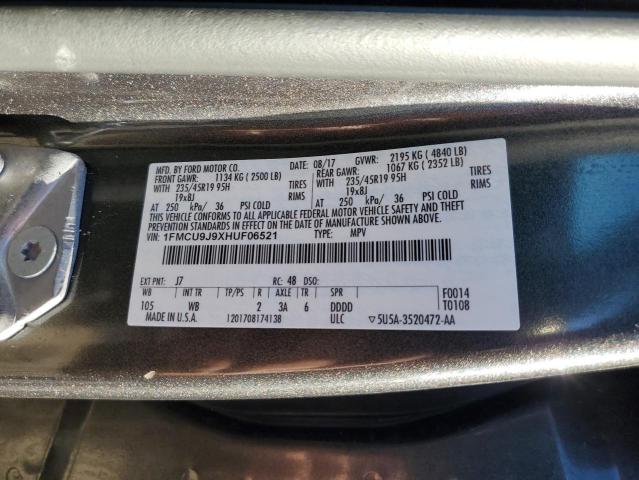 MFD. BY FORD MOTOR CO. 08/17 GVWR: 2195 KG ( 4840 LB)
FRONT GAWR: 1134 KG ( 2500 LB) REAR GAWR: 1067 KG ( 2352 LB)
WITH 235/45R19 95H TIRES WITH 235/45R19 95H TIRES
19x8J RIMS 19x8J RIMS
AT 250 kPa/ 36 PSI COLD AT 250 kPa/ 36 PSI COLD
THIS VEHICLE CONFORMS TO ALL APPLICABLE FEDERAL MOTOR VEHICLE SAFETY AND THEFT
PREVENTION STANDARDS IN EFFECT ON THE DATE OF MANUFACTURE SHOWN ABOVE.
VIN: 1FMCU9J9XHUF06521 TYPE: MPV
EXT PNT: J7 RC: 48 DSO: F0014
WB INT TR TP/PS R AXLE TR SPR T0108
105 WB 2 3A 6 DDDD
MADE IN U.S.A. 1201708174138 ULC ▽5U5A-3520472-AA